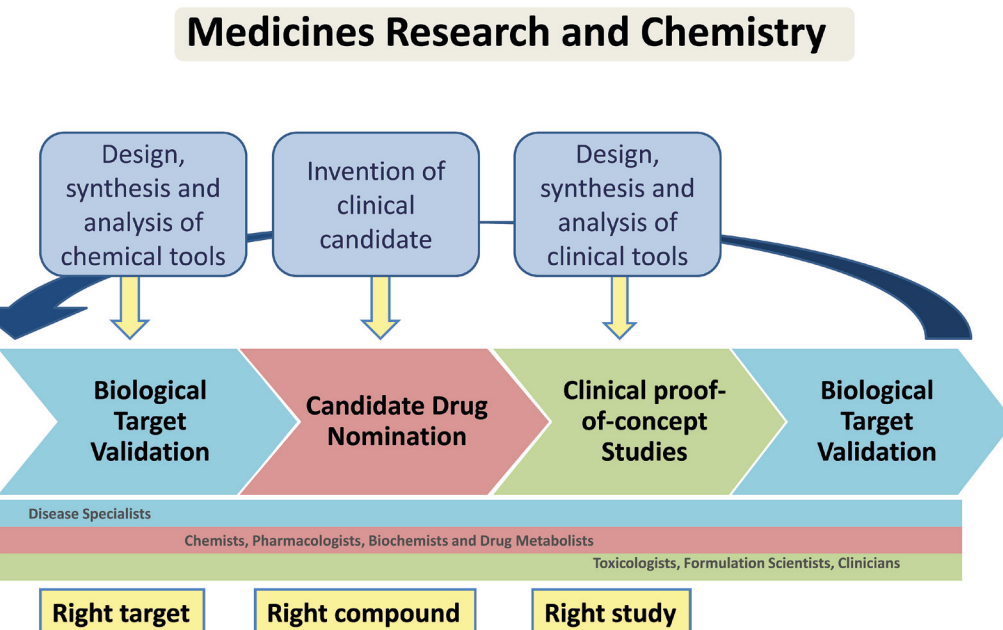 Medicines Research and Chemistry
Design,
synthesis and
analysis of
chemical tools
Invention of
clinical
candidate
Design,
synthesis and
analysis of
clinical tools
Biological
Target
Validation
Candidate Drug
Nomination
Clinical proof-
of-concept
Studies
Biological
Target
Validation
Disease Specialists
Chemists, Pharmacologists, Biochemists and Drug Metabolists
Toxicologists, Formulation Scientists, Clinicians
Right target
Right compound
Right study